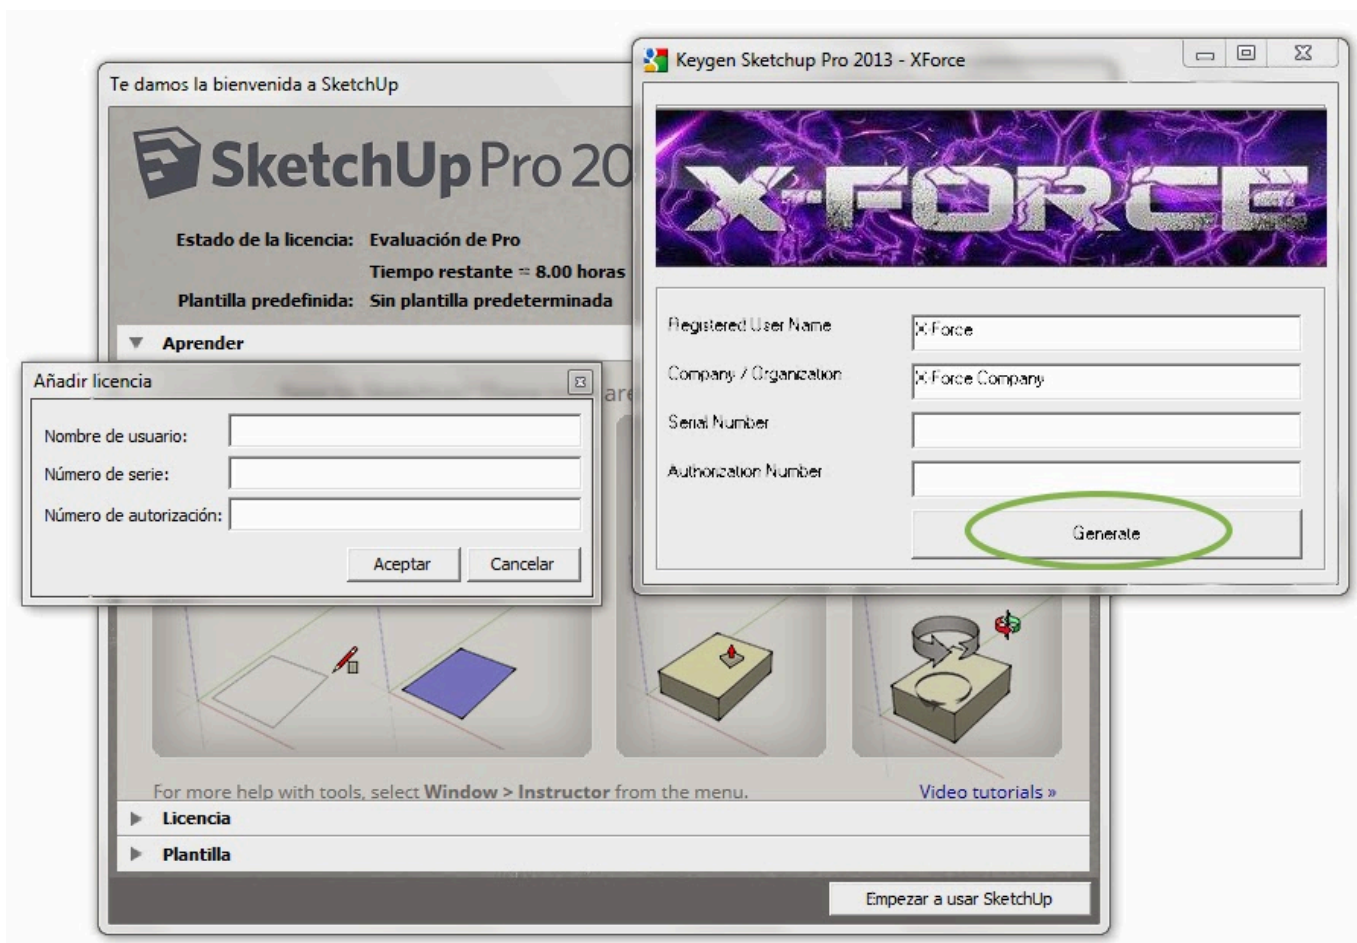 Te damos la bienvenida a SketchUp
SketchUp Pro 20
Estado de la licencia: Evaluación de Pro
Tiempo restante = 8.00 horas
Plantilla predefinida: Sin plantilla predeterminada
Aprender
Keygen Sketchup Pro 2013 - XForce
X-FORCE
Registered User Name X-Force
Company / Organization X-Force Company
Serial Number
Authorization Number
Generate
Añadir licencia
Nombre de usuario:
Número de serie:
Número de autorización:
Aceptar Cancelar
For more help with tools, select Window > Instructor from the menu. Video tutorials »
Licencia
Plantilla
Empezar a usar SketchUp